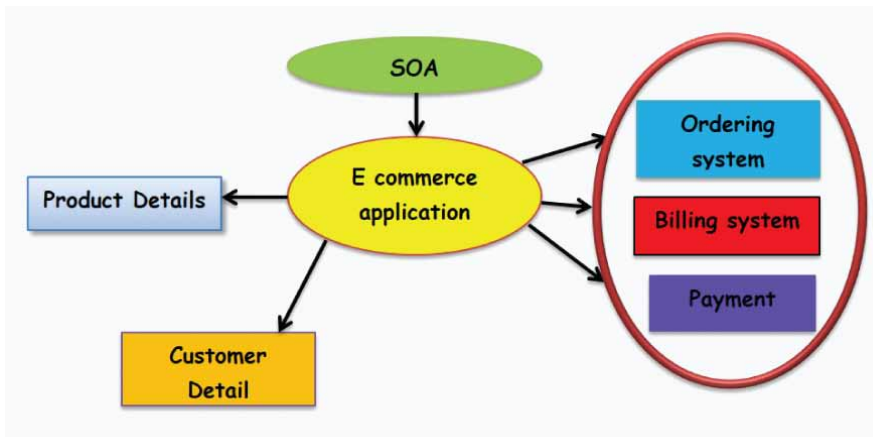 SOA
E commerce
application
Product Details
Customer
Detail
Ordering
system
Billing system
Payment